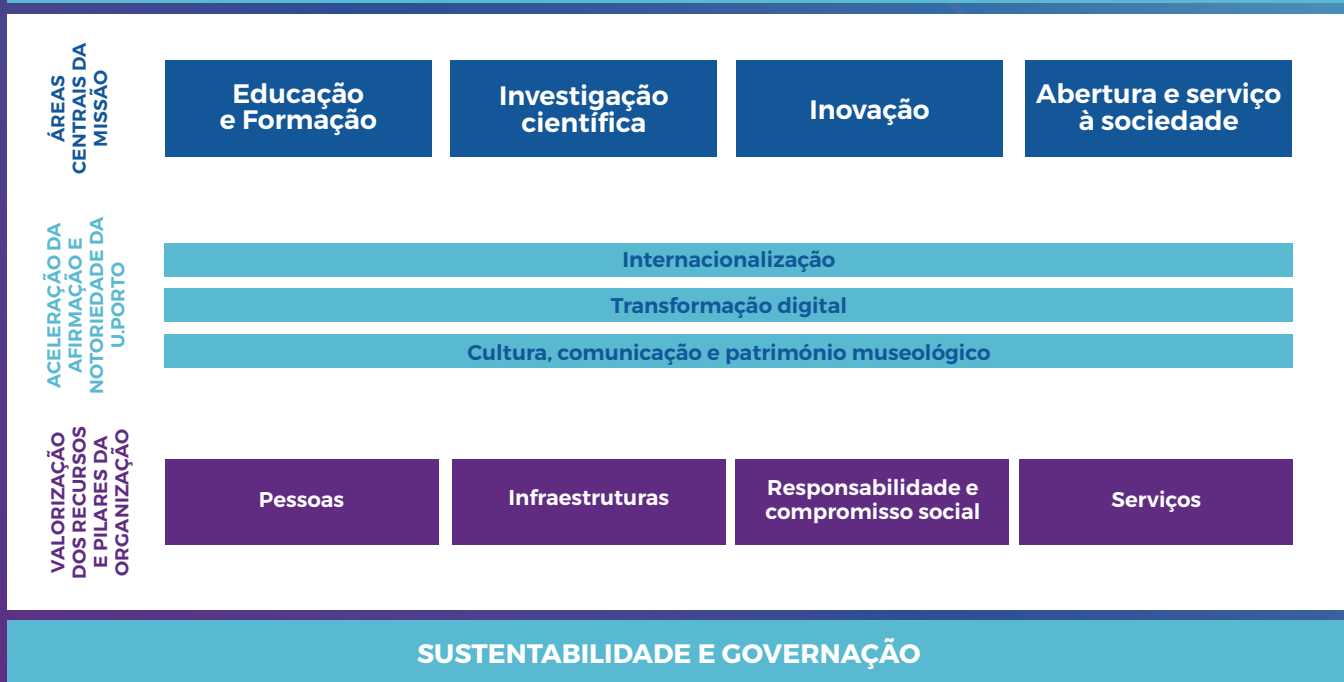 ÁREAS
CENTRAIS DA
MISSÃO
Educação
e Formação
Investigação
científica
Inovação
Abertura e serviço
à sociedade
ACELERAÇÃO DA
AFIRMAÇÃO E
NOTORIEDADE DA
U.PORTO
Internacionalização
Transformação digital
Cultura, comunicação e património museológico
VALORIZAÇÃO
DOS RECURSOS
E PILARES DA
ORGANIZAÇÃO
Pessoas
Infraestruturas
Responsabilidade e
compromisso social
Serviços
SUSTENTABILIDADE E GOVERNAÇÃO